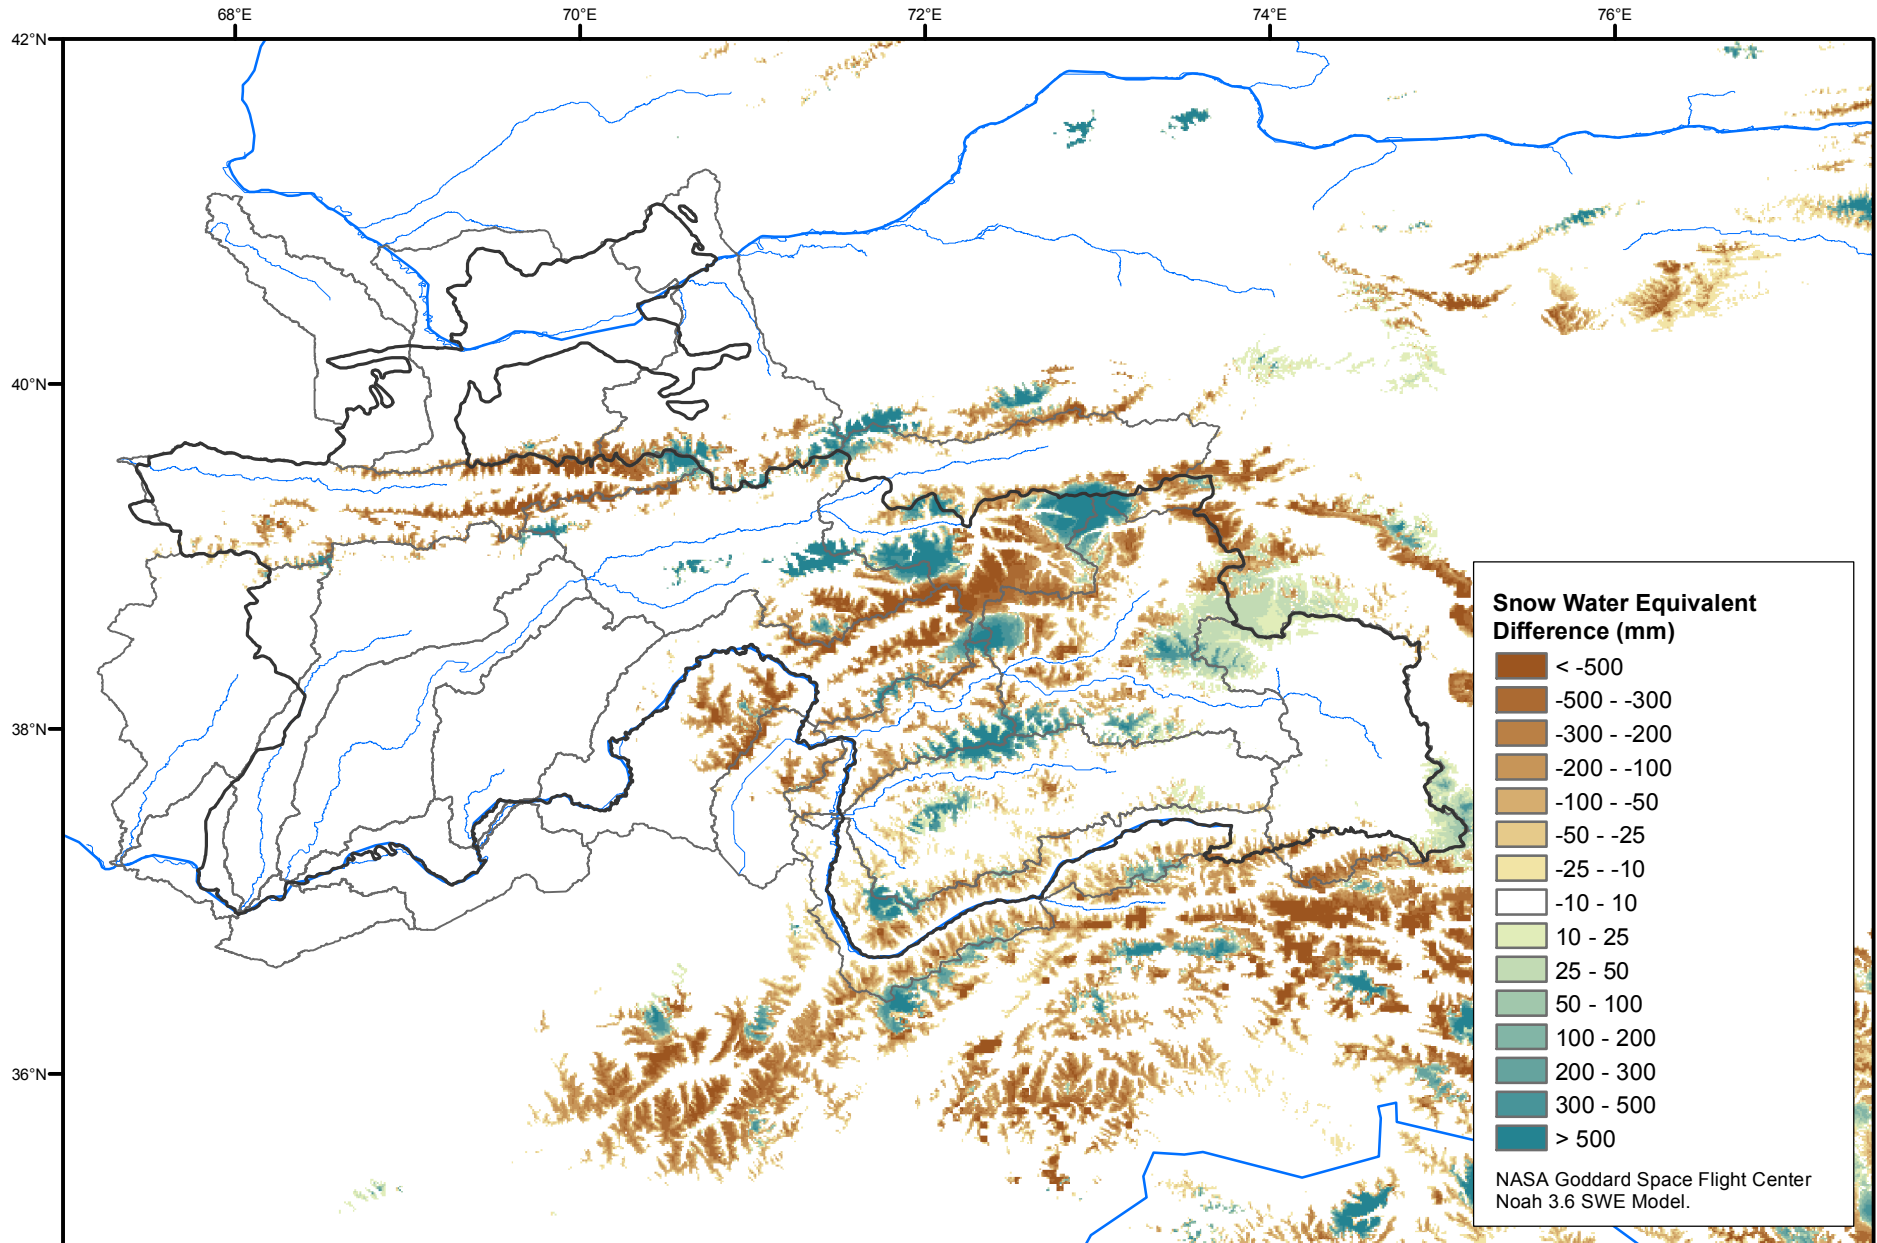 68°E
70°E
72°E
74°E
76°E
42°N
40°N
38°N
36°N
Snow Water Equivalent
Difference (mm)
< -500
-500 - -300
-300 - -200
-200 - -100
-100 - -50
-50 - -25
-25 - -10
-10 - 10
10 - 25
25 - 50
50 - 100
100 - 200
200 - 300
300 - 500
> 500
NASA Goddard Space Flight Center
Noah 3.6 SWE Model.